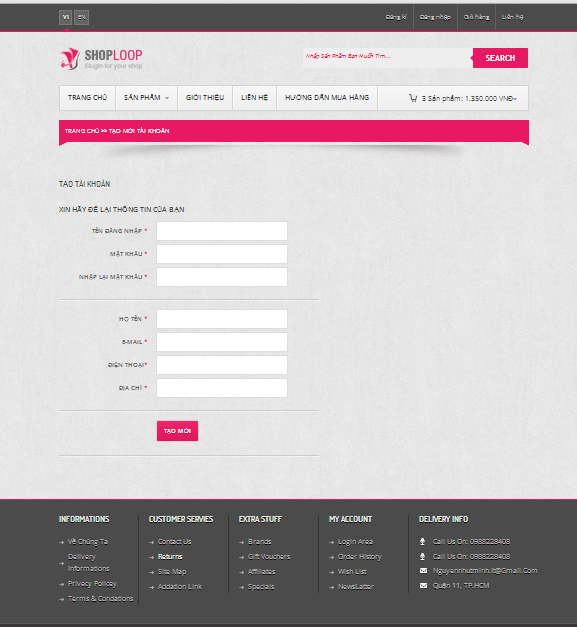 VI EN Đăng kí Đăng nhập Giỏ hàng Liên hệ
SHOPLOOP
Slugin for your shop
Nhập Sản Phẩm Bạn Muốn Tìm...
SEARCH
TRANG CHỦ SẢN PHẨM GIỚI THIỆU LIÊN HỆ HƯỚNG DẪN MUA HÀNG 3 Sản phẩm: 1.350.000 VNĐ
TRANG CHỦ >> TẠO MỚI TÀI KHOẢN
TẠO TÀI KHOẢN
XIN HÃY ĐỂ LẠI THÔNG TIN CỦA BẠN
TÊN ĐĂNG NHẬP *
MẬT KHẨU *
NHẬP LẠI MẬT KHẨU *
HỌ TÊN *
E-MAIL *
ĐIỆN THOẠI*
ĐỊA CHỈ *
TẠO MỚI
INFORMATIONS
Về Chúng Ta
Delivery
Informations
Privecy Policey
Terms & Condations
CUSTOMER SERVIES
Contact Us
Returns
Site Map
Addation Link
EXTRA STUFF
Brands
Gift Vouchers
Affiliates
Specials
MY ACCOUNT
Login Area
Order History
Wish List
NewsLatter
DELIVERY INFO
Call Us On: 0988228408
Call Us On: 0988228408
Nguyennhutminh.It@Gmail.Com
Quận 11, TP.HCM